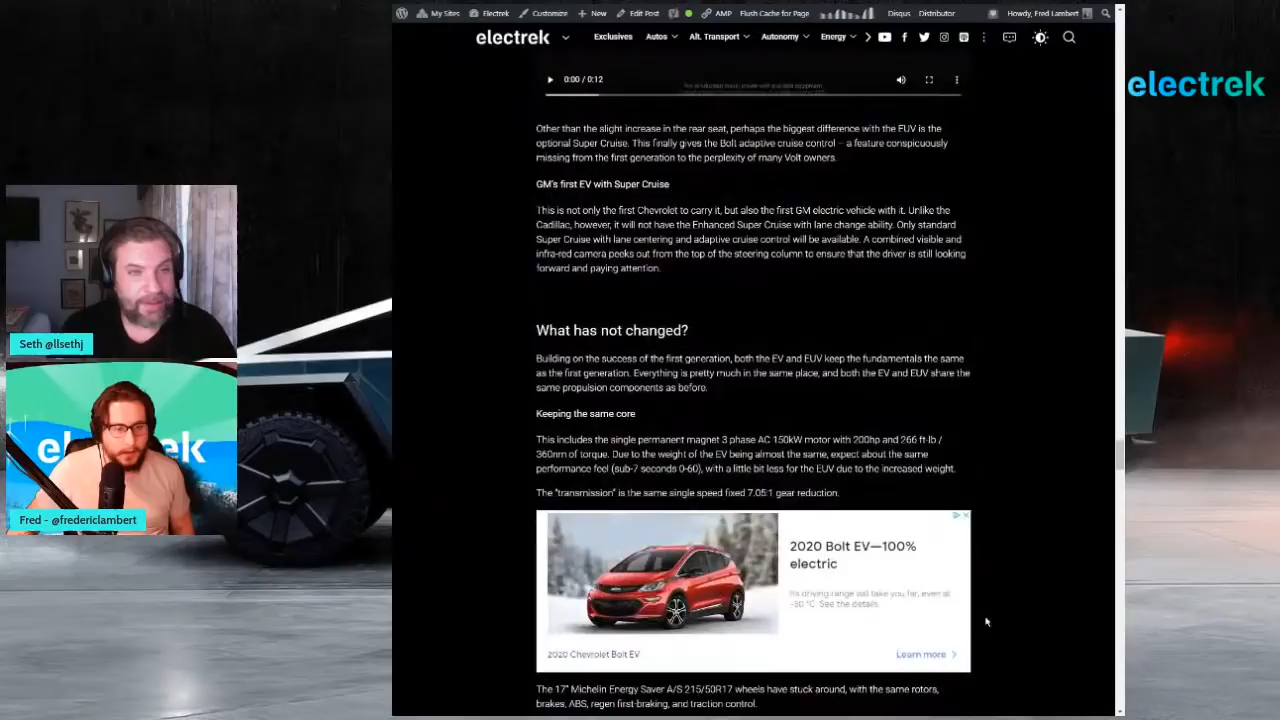 My Sites Electrek Customize New Edit Post AMP Flush Cache for Page Disqus Distributor Howdy, Fred Lambert
electrek Exclusives Autos Alt. Transport Autonomy Energy
electrek
0:00 / 0:12
Other than the slight increase in the rear seat, perhaps the biggest difference with the EUV is the
optional Super Cruise. This finally gives the Bolt adaptive cruise control – a feature conspicuously
missing from the first generation to the perplexity of many Volt owners.
GM's first EV with Super Cruise
This is not only the first Chevrolet to carry it, but also the first GM electric vehicle with it. Unlike the
Cadillac, however, it will not have the Enhanced Super Cruise with lane change ability. Only standard
Super Cruise with lane centering and adaptive cruise control will be available. A combined visible and
infra-red camera peeks out from the top of the steering column to ensure that the driver is still looking
forward and paying attention.
What has not changed?
Building on the success of the first generation, both the EV and EUV keep the fundamentals the same
as the first generation. Everything is pretty much in the same place, and both the EV and EUV share the
same propulsion components as before.
Keeping the same core
This includes the single permanent magnet 3 phase AC 150kW motor with 200hp and 266 ft-lb /
360nm of torque. Due to the weight of the EV being almost the same, expect about the same
performance feel (sub-7 seconds 0-60), with a little bit less for the EUV due to the increased weight.
The "transmission" is the same single speed fixed 7.05:1 gear reduction.
2020 Bolt EV—100%
electric
Its driving range will take you far, even at
-30 °C. See the details.
2020 Chevrolet Bolt EV Learn more
The 17" Michelin Energy Saver A/S 215/50R17 wheels have stuck around, with the same rotors,
brakes, ABS, regen first-braking, and traction control.
Seth @llsethj
el rek
Fred - @fredericlambert